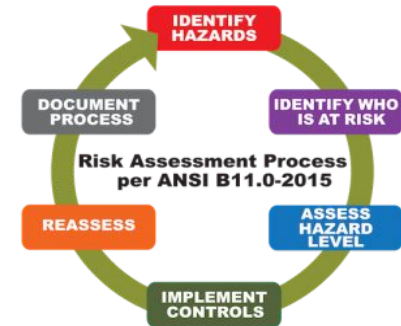 IDENTIFY
HAZARDS
IDENTIFY WHO
IS AT RISK
ASSESS
HAZARD
LEVEL
IMPLEMENT
CONTROLS
REASSESS
DOCUMENT
PROCESS
Risk Assessment Process
per ANSI B11.0-2015